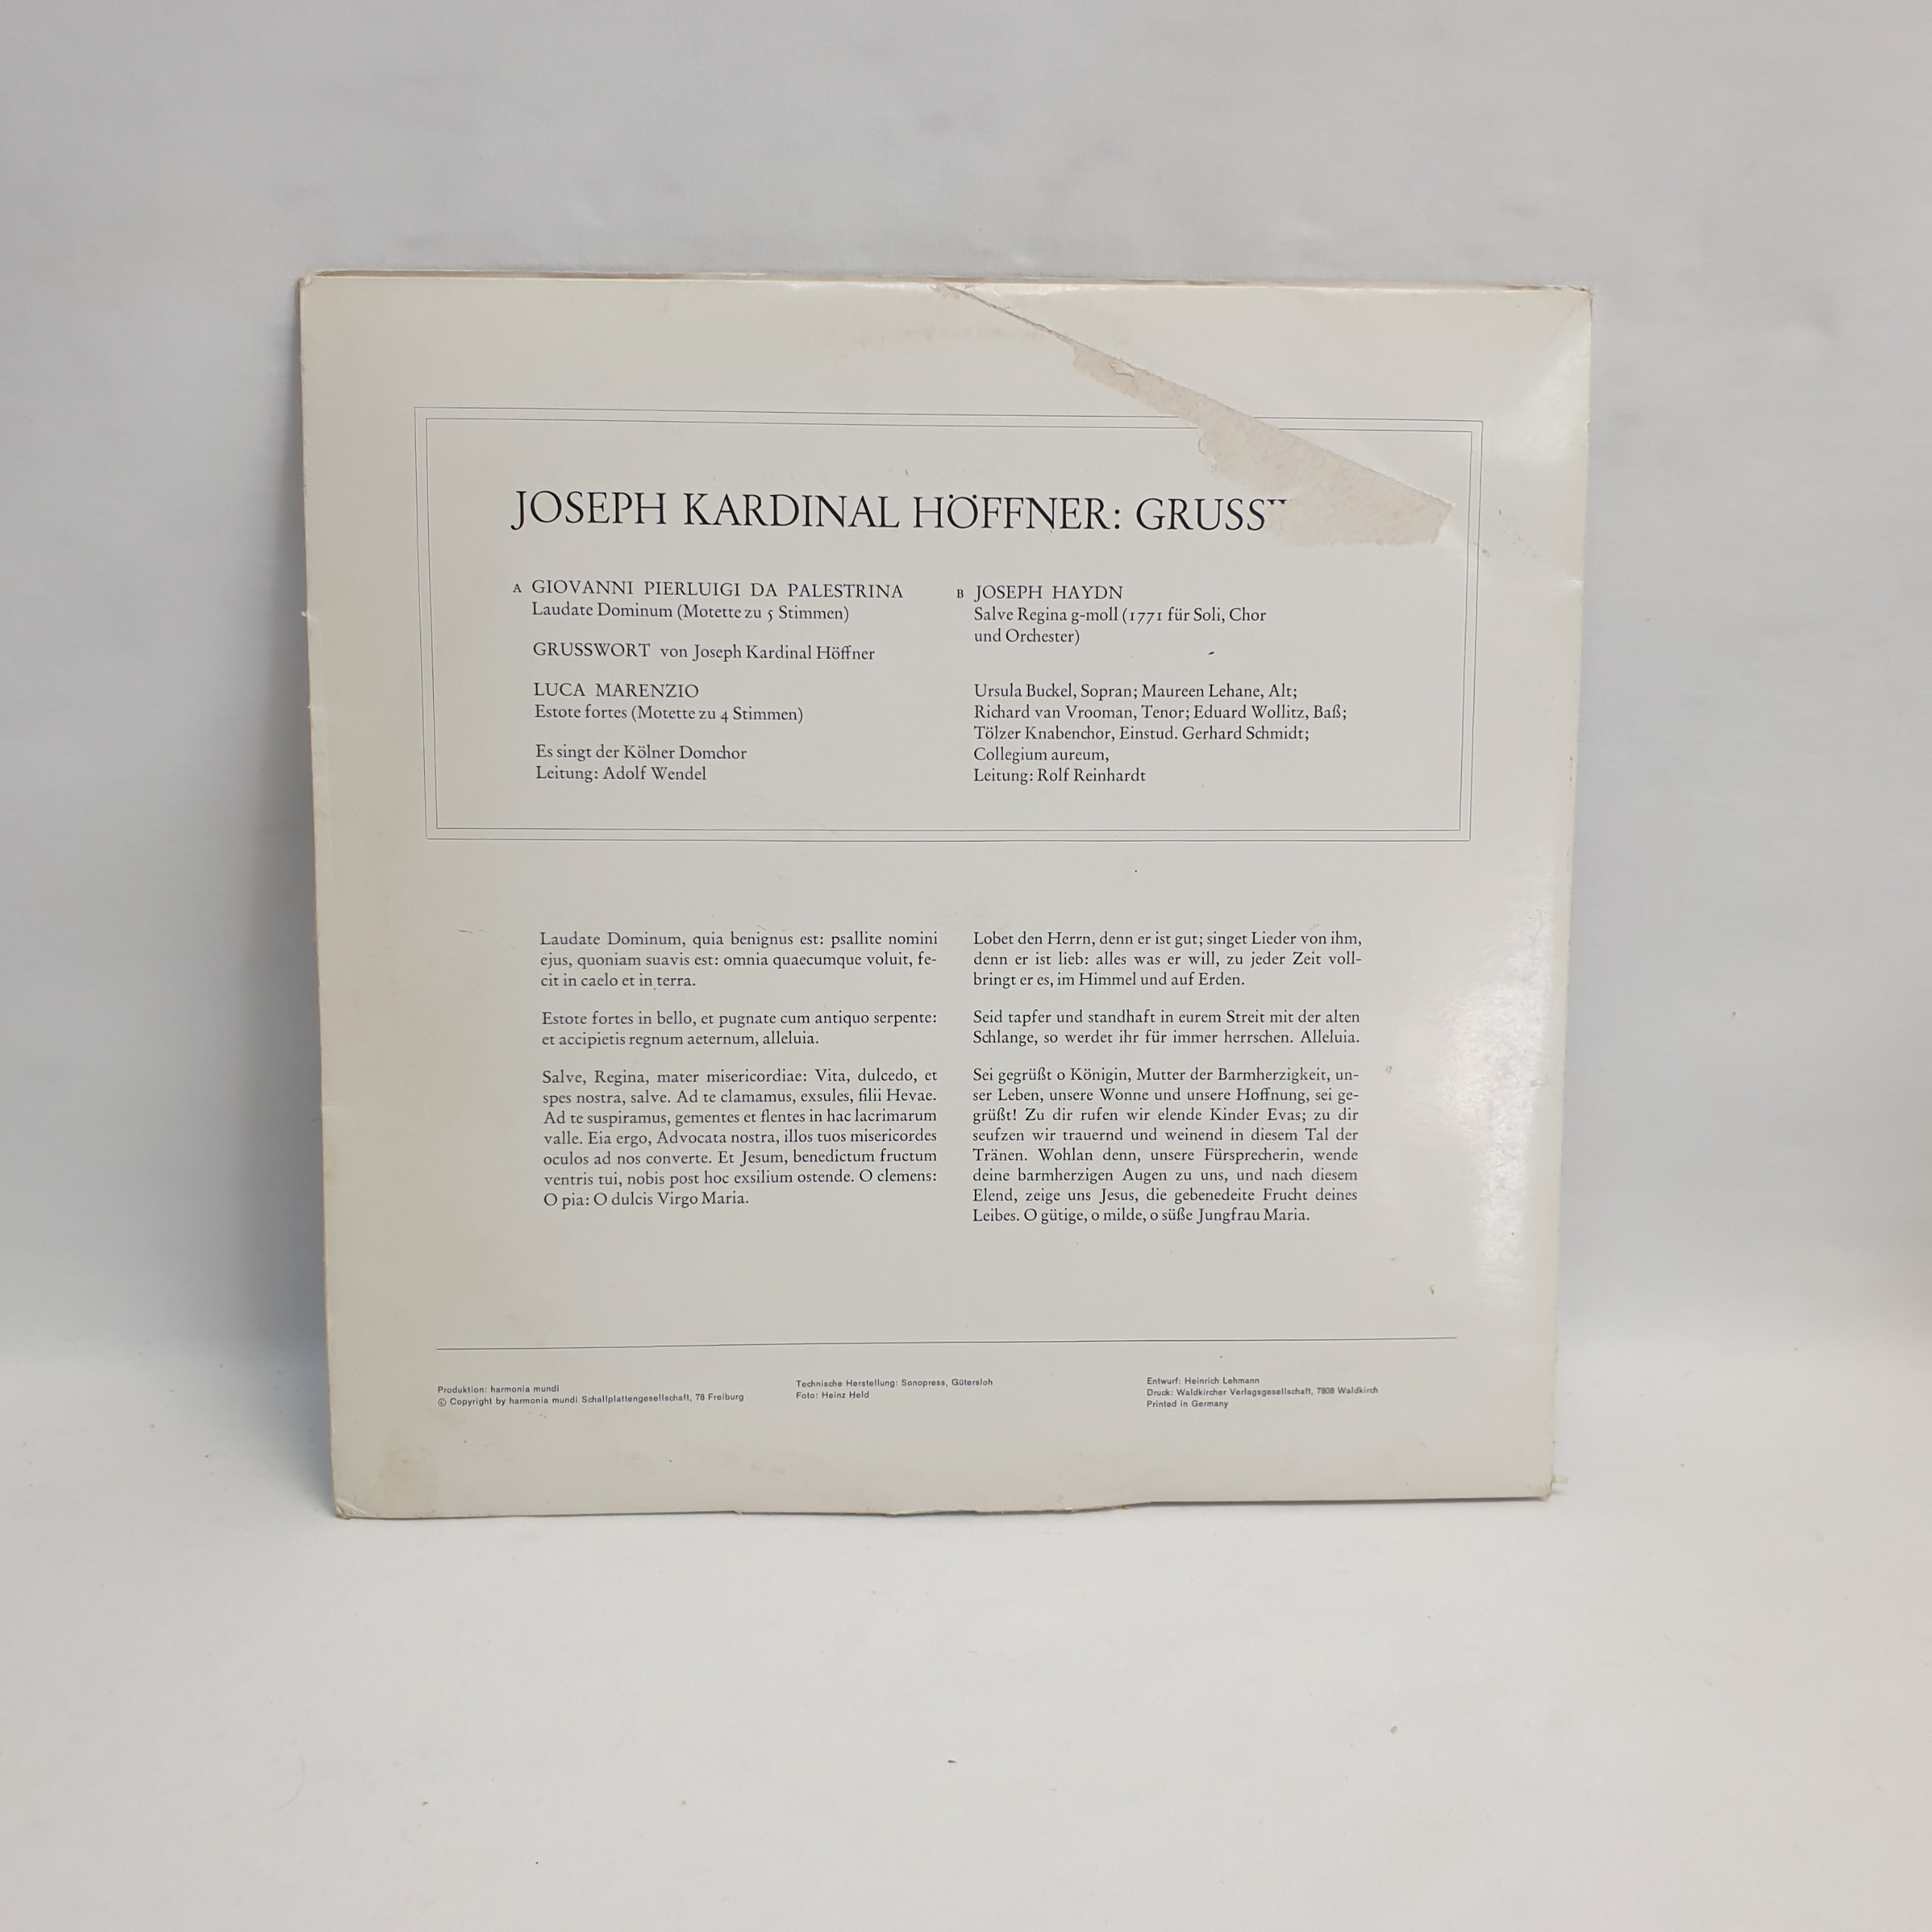 JOSEPH KARDINAL HÖFFNER: GRUSS
A GIOVANNI PIERLUIGI DA PALESTRINA
Laudate Dominum (Motette zu 5 Stimmen)
GRUSSWORT von Joseph Kardinal Höffner
LUCA MARENZIO
Estote fortes (Motette zu 4 Stimmen)
Es singt der Kölner Domchor
Leitung: Adolf Wendel
B JOSEPH HAYDN
Salve Regina g-moll (1771 für Soli, Chor
und Orchester)
Ursula Buckel, Sopran; Maureen Lehane, Alt;
Richard van Vrooman, Tenor; Eduard Wollitz, Baß;
Tölzer Knabenchor, Einstud. Gerhard Schmidt;
Collegium aureum,
Leitung: Rolf Reinhardt
Laudate Dominum, quia benignus est: psallite nomini
ejus, quoniam suavis est: omnia quaecumque voluit, fe-
cit in caelo et in terra.
Estote fortes in bello, et pugnate cum antiquo serpente:
et accipietis regnum aeternum, alleluia.
Salve, Regina, mater misericordiae: Vita, dulcedo, et
spes nostra, salve. Ad te clamamus, exsules, filii Hevae.
Ad te suspiramus, gementes et flentes in hac lacrimarum
valle. Eia ergo, Advocata nostra, illos tuos misericordes
oculos ad nos converte. Et Jesum, benedictum fructum
ventris tui, nobis post hoc exsilium ostende. O clemens:
O pia: O dulcis Virgo Maria.
Lobet den Herrn, denn er ist gut; singet Lieder von ihm,
denn er ist lieb: alles was er will, zu jeder Zeit voll-
bringt er es, im Himmel und auf Erden.
Seid tapfer und standhaft in eurem Streit mit der alten
Schlange, so werdet ihr für immer herrschen. Alleluia.
Sei gegrüßt o Königin, Mutter der Barmherzigkeit, un-
ser Leben, unsere Wonne und unsere Hoffnung, sei ge-
grüßt! Zu dir rufen wir elende Kinder Evas; zu dir
seufzen wir trauernd und weinend in diesem Tal der
Tränen. Wohlan denn, unsere Fürsprecherin, wende
deine barmherzigen Augen zu uns, und nach diesem
Elend, zeige uns Jesus, die gebenedeite Frucht deines
Leibes. O gütige, o milde, o süße Jungfrau Maria.
Produktion: harmonia mundi
© Copyright by harmonia mundi Schallplattengesellschaft, 78 Freiburg
Technische Herstellung: Sonopress, Gütersloh
Foto: Heinz Held
Entwurf: Heinrich Lehmann
Druck: Waldkircher Verlagsgesellschaft, 7808 Waldkirch
Printed in Germany